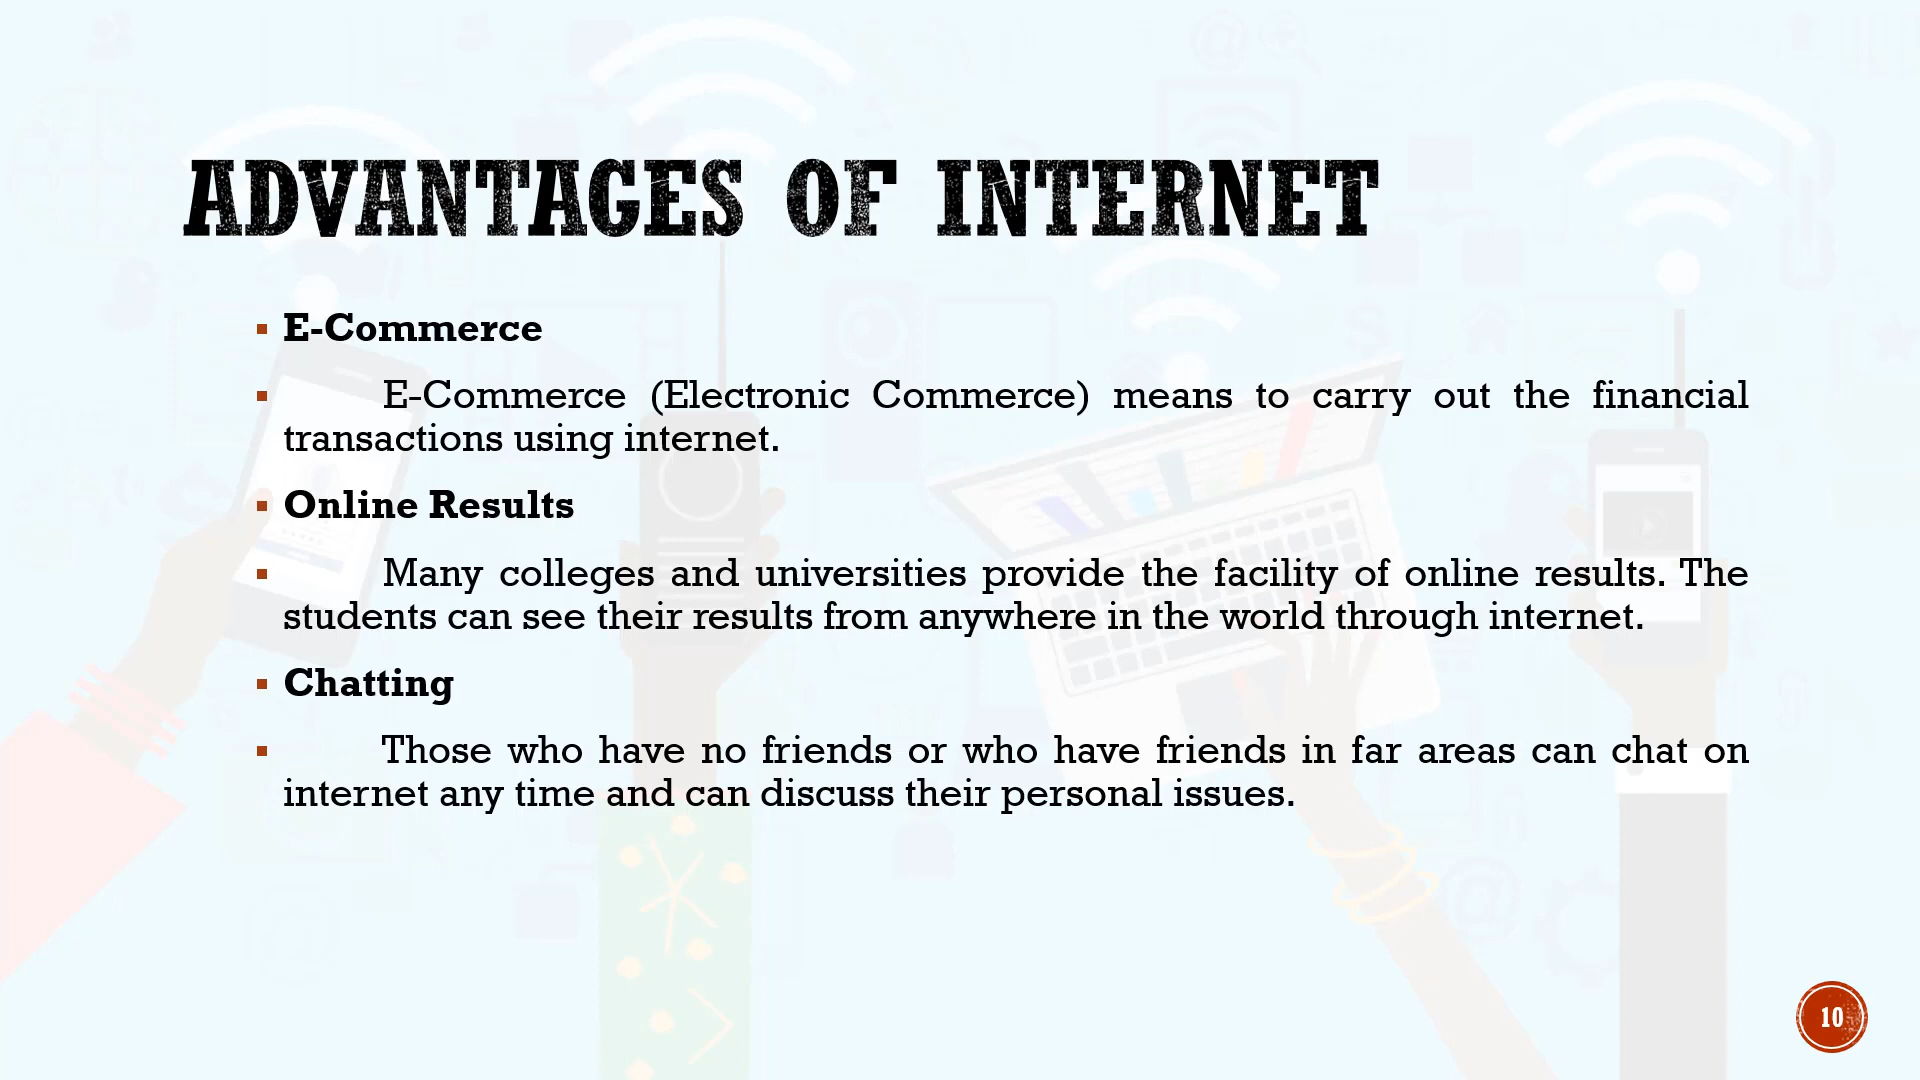 ADVANTAGES OF INTERNET
▪ E-Commerce
▪ E-Commerce (Electronic Commerce) means to carry out the financial
transactions using internet.
▪ Online Results
▪ Many colleges and universities provide the facility of online results. The
students can see their results from anywhere in the world through internet.
▪ Chatting
▪ Those who have no friends or who have friends in far areas can chat on
internet any time and can discuss their personal issues.
10